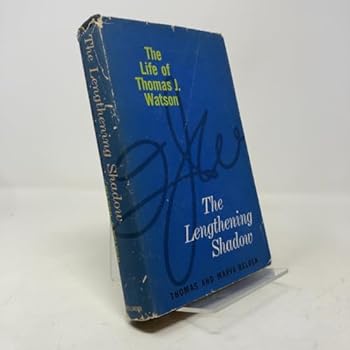 The Lengthening Shadow
The
Life of
Thomas J.
Watson
The
Lengthening
Shadow
THOMAS AND MARVA BELDEN